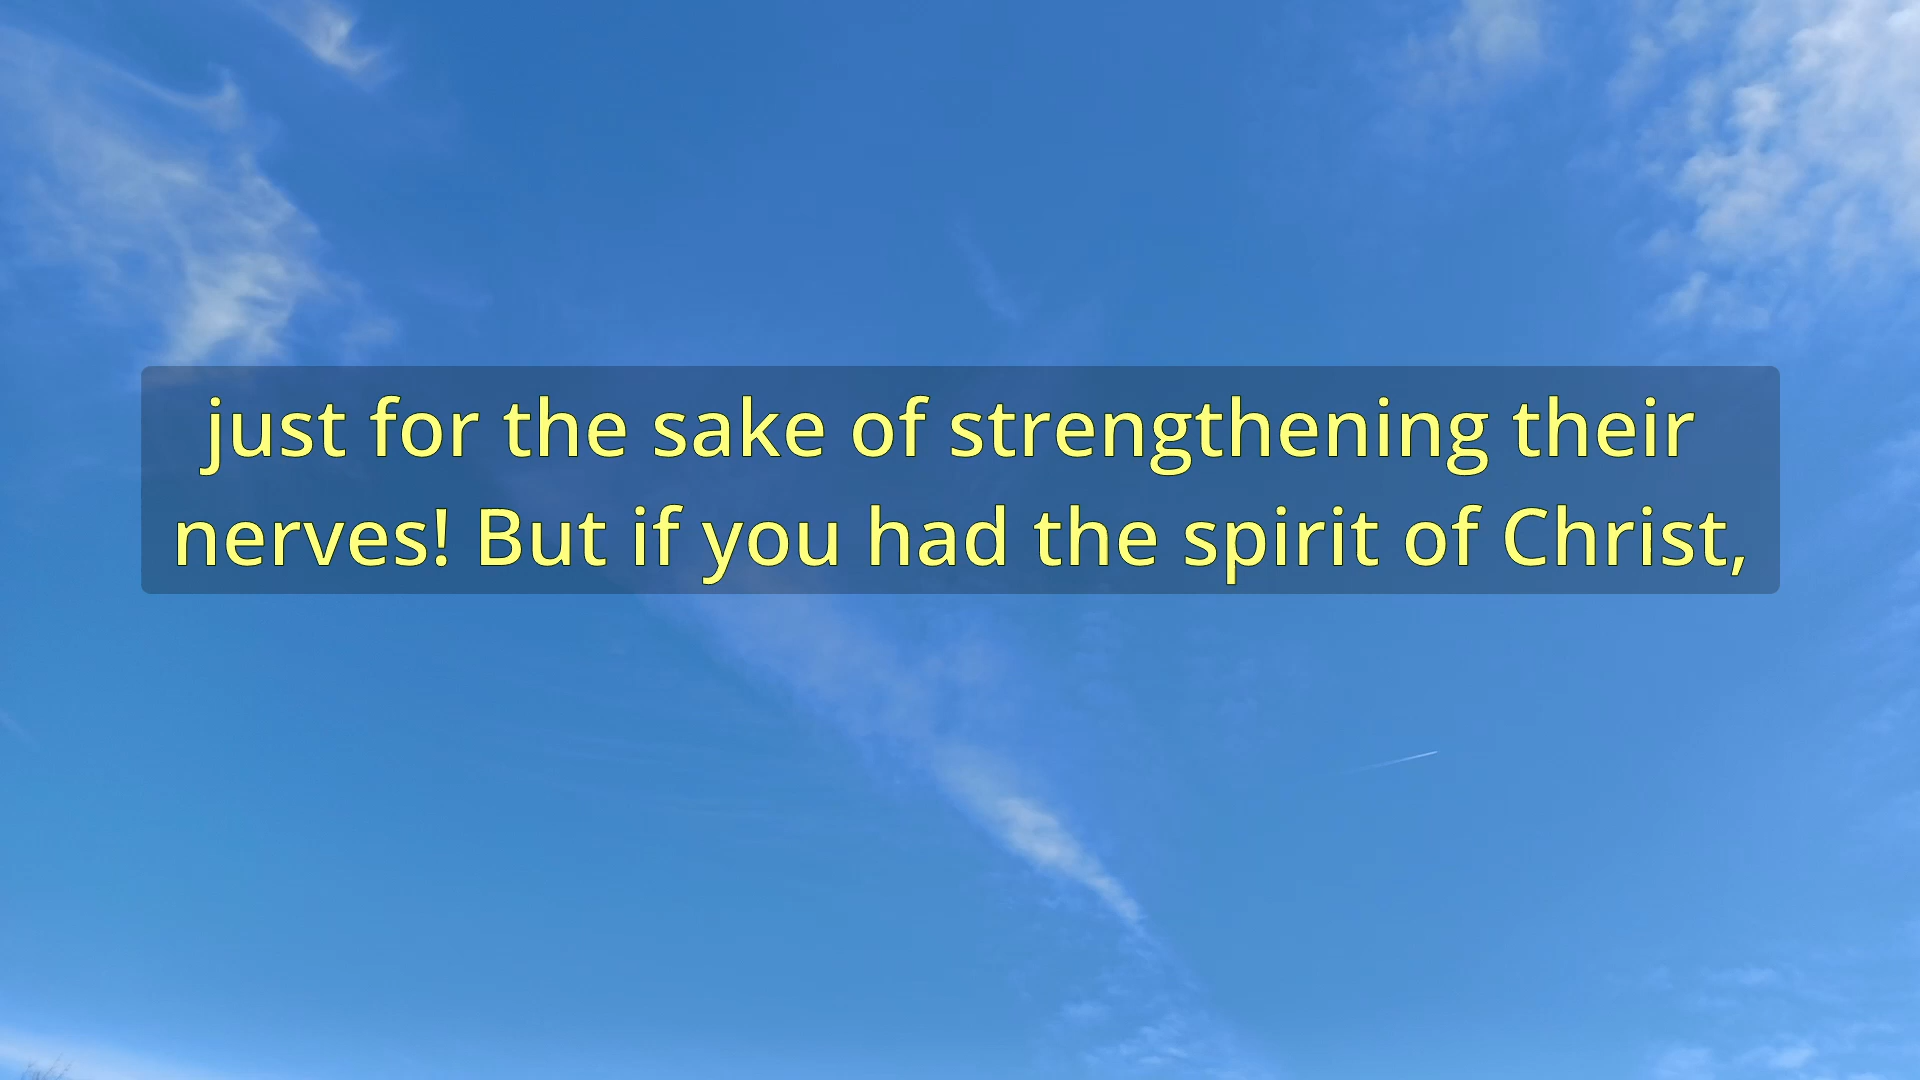 just for the sake of strengthening their
nerves! But if you had the spirit of Christ,